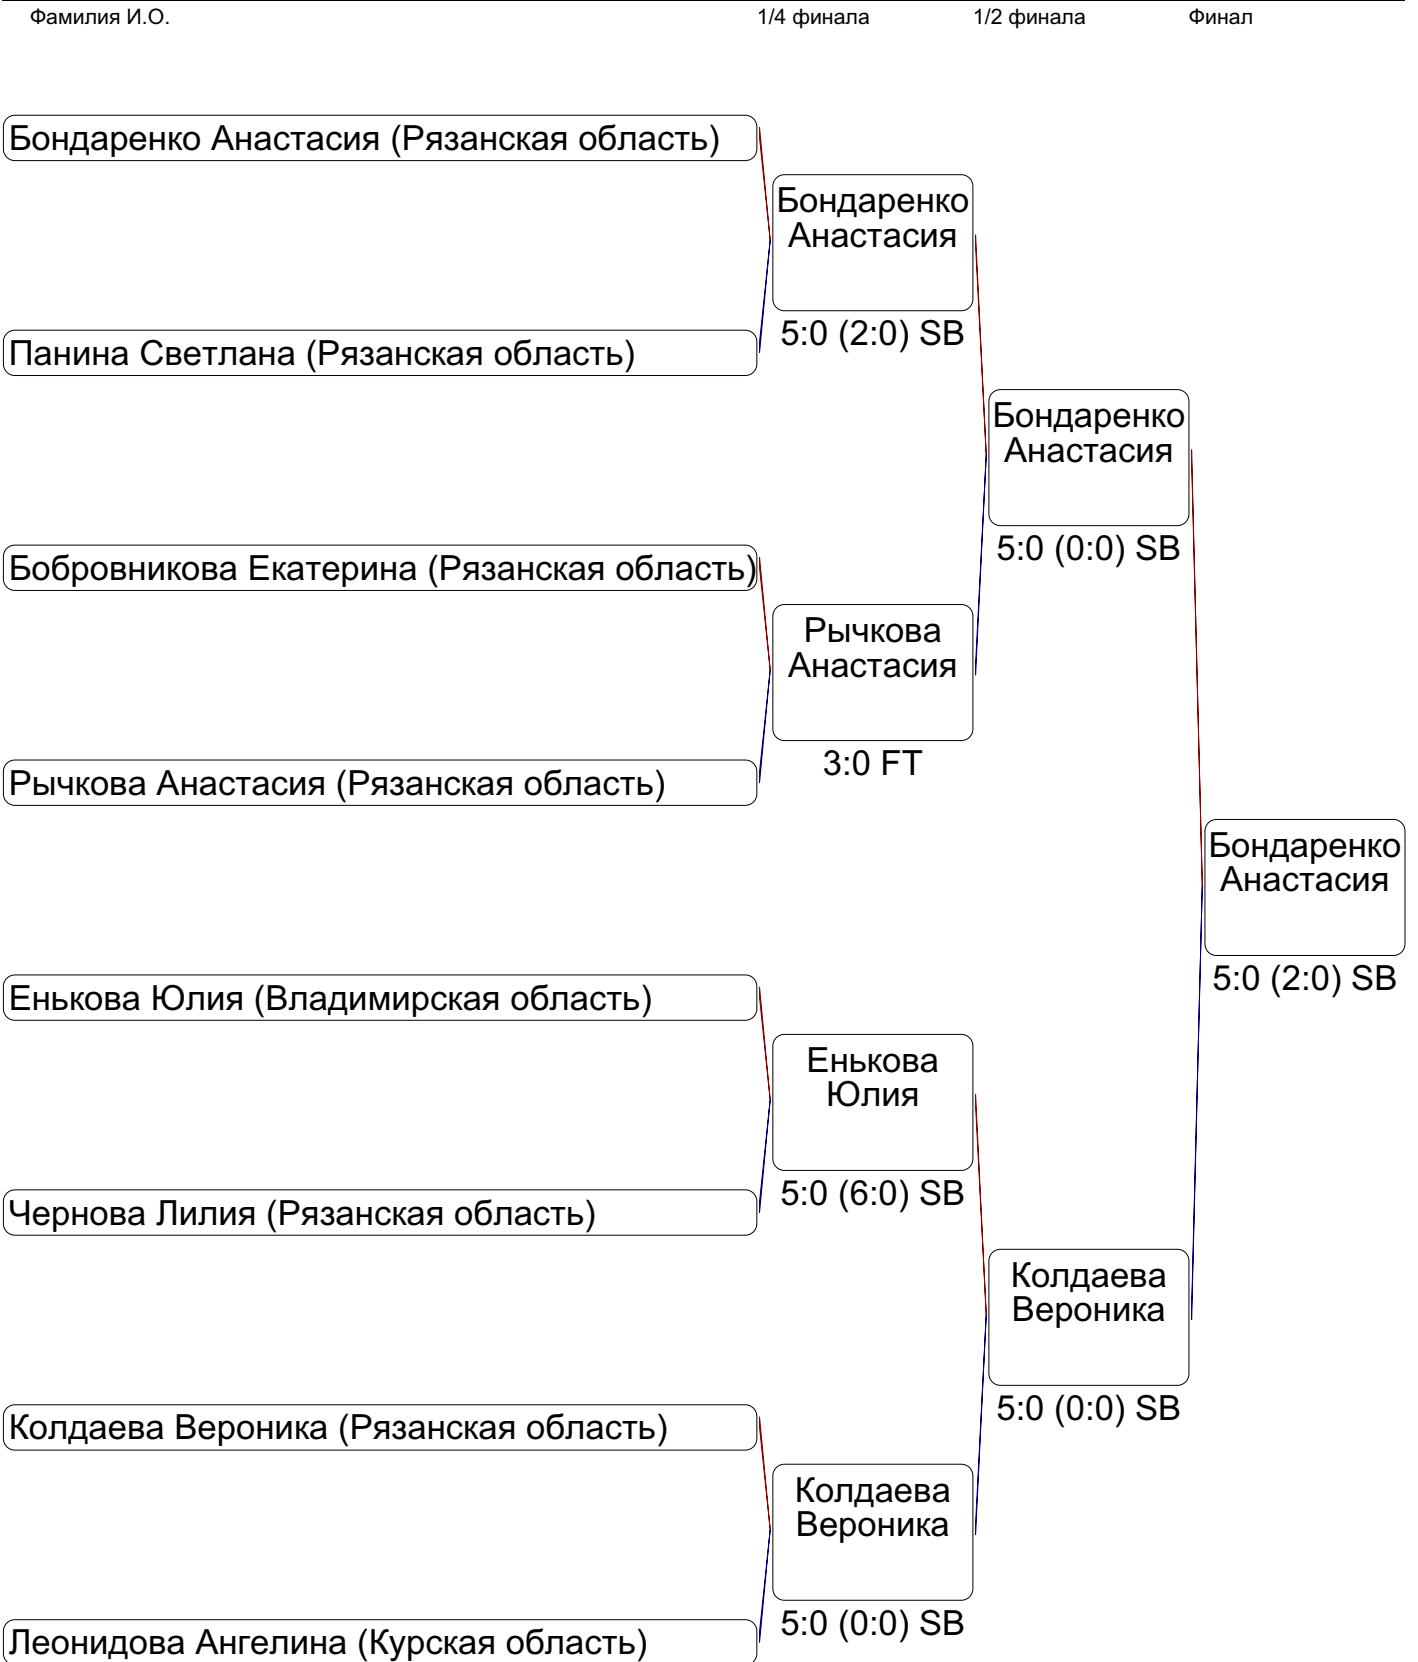 Фамилия И.О. 1/4 финала 1/2 финала Финал
Бондаренко Анастасия (Рязанская область)
Бондаренко
Анастасия
5:0 (2:0) SB
Панина Светлана (Рязанская область)
Бондаренко
Анастасия
5:0 (0:0) SB
Бобровникова Екатерина (Рязанская область)
Рычкова
Анастасия
3:0 FT
Рычкова Анастасия (Рязанская область)
Бондаренко
Анастасия
5:0 (2:0) SB
Енькова Юлия (Владимирская область)
Енькова
Юлия
5:0 (6:0) SB
Чернова Лилия (Рязанская область)
Колдаева
Вероника
5:0 (0:0) SB
Колдаева Вероника (Рязанская область)
Колдаева
Вероника
5:0 (0:0) SB
Леонидова Ангелина (Курская область)